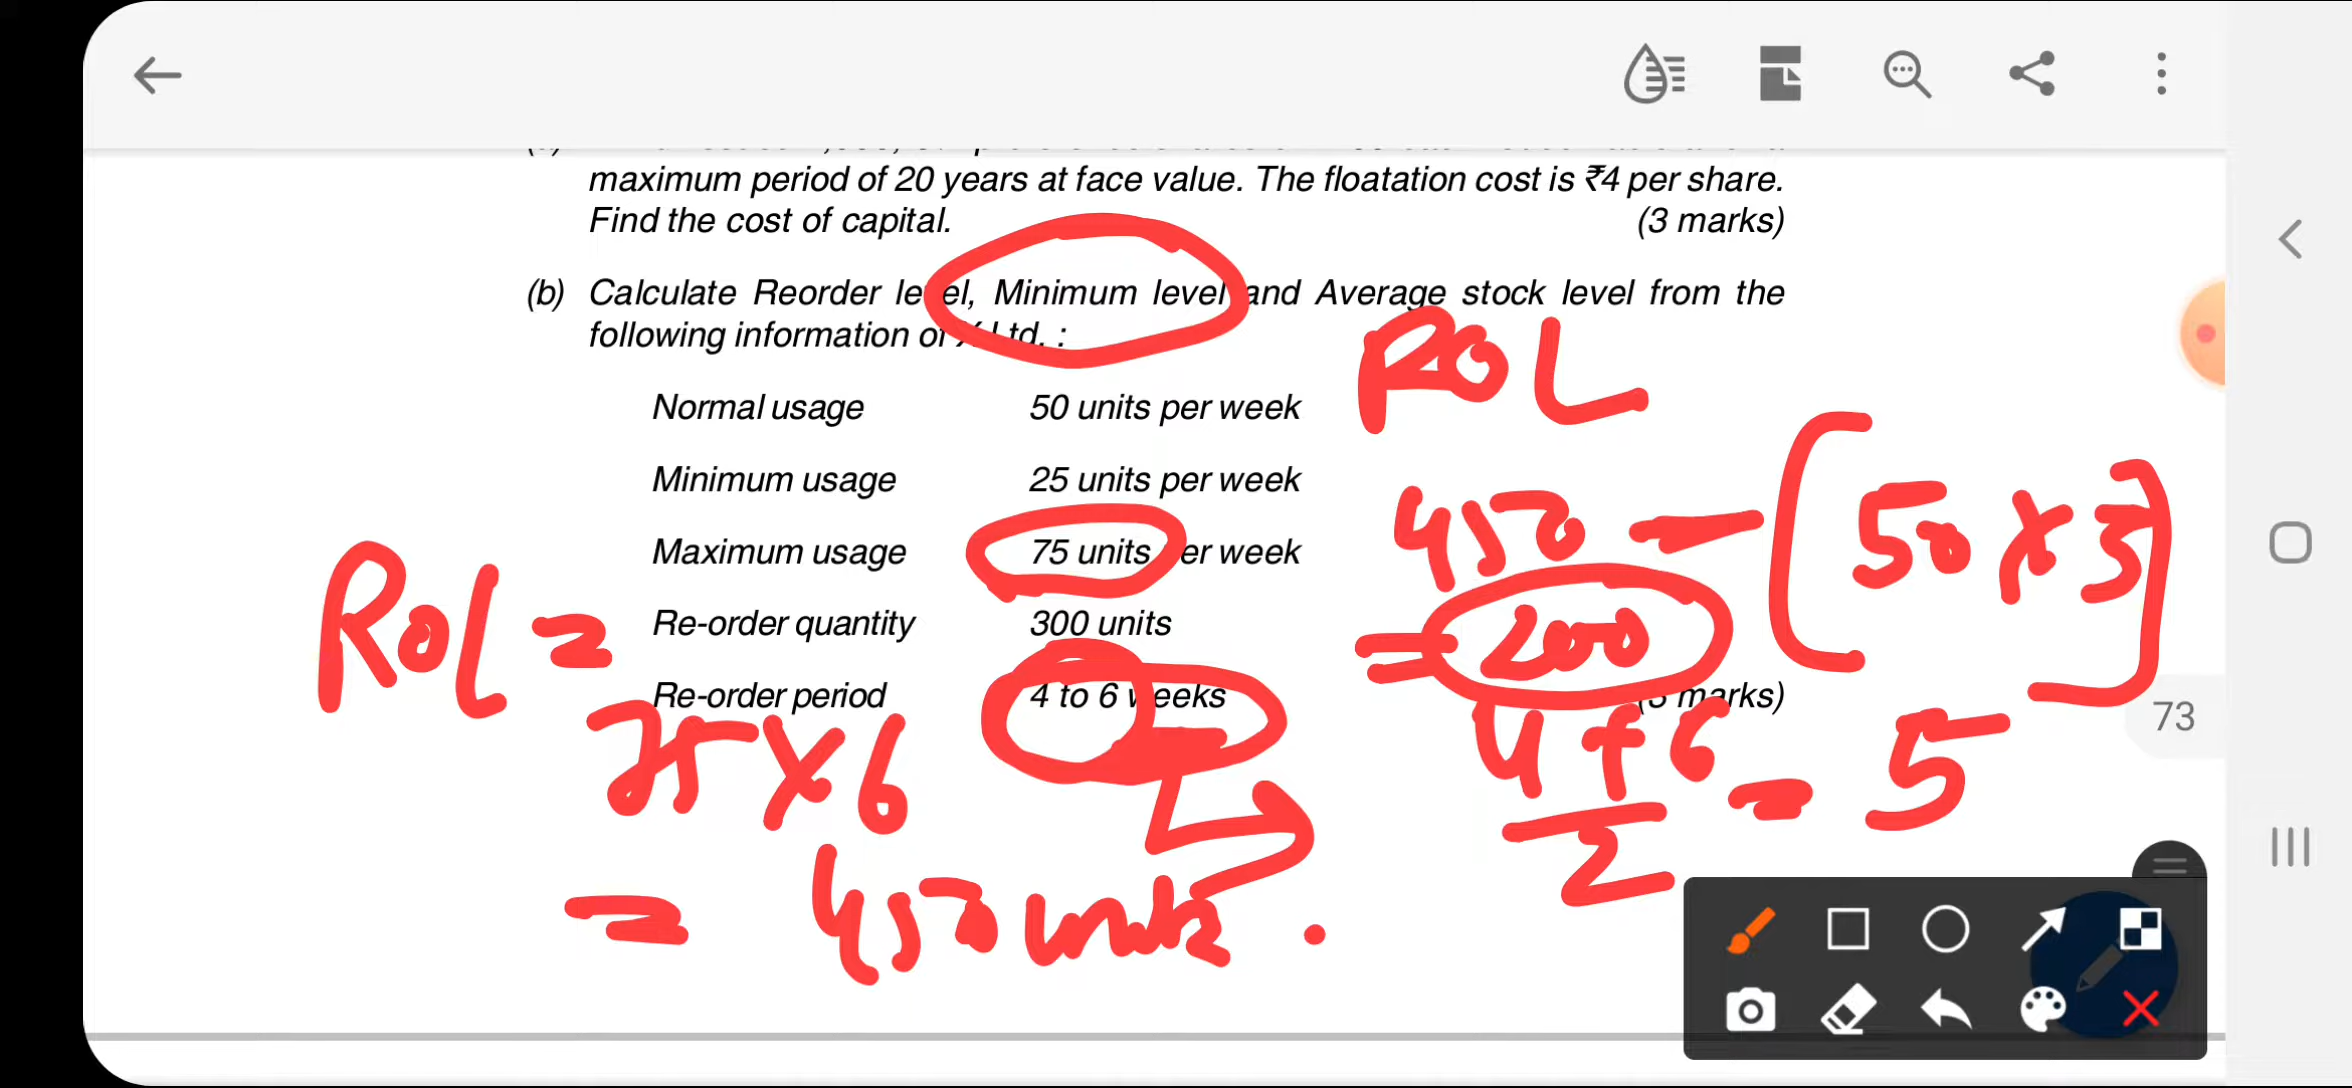 maximum period of 20 years at face value. The floatation cost is ₹4 per share.
Find the cost of capital. (3 marks)
(b) Calculate Reorder level, Minimum level and Average stock level from the
following information of X Ltd. :
ROL
Normal usage 50 units per week
Minimum usage 25 units per week
450 - [50 x 5]
Maximum usage 75 units per week
ROL =
Re-order quantity 300 units
= 200
Re-order period 4 to 6 weeks marks)
73
75 x 6
4 + 6 / 2 = 5
= 450 units.